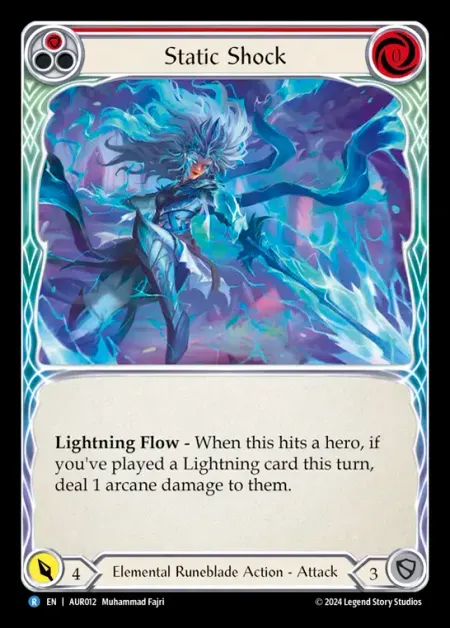 Static Shock
0
Lightning Flow - When this hits a hero, if
you've played a Lightning card this turn,
deal 1 arcane damage to them.
4
Elemental Runeblade Action - Attack
3
R EN | AUR012 Muhammad Fajri
© 2024 Legend Story Studios